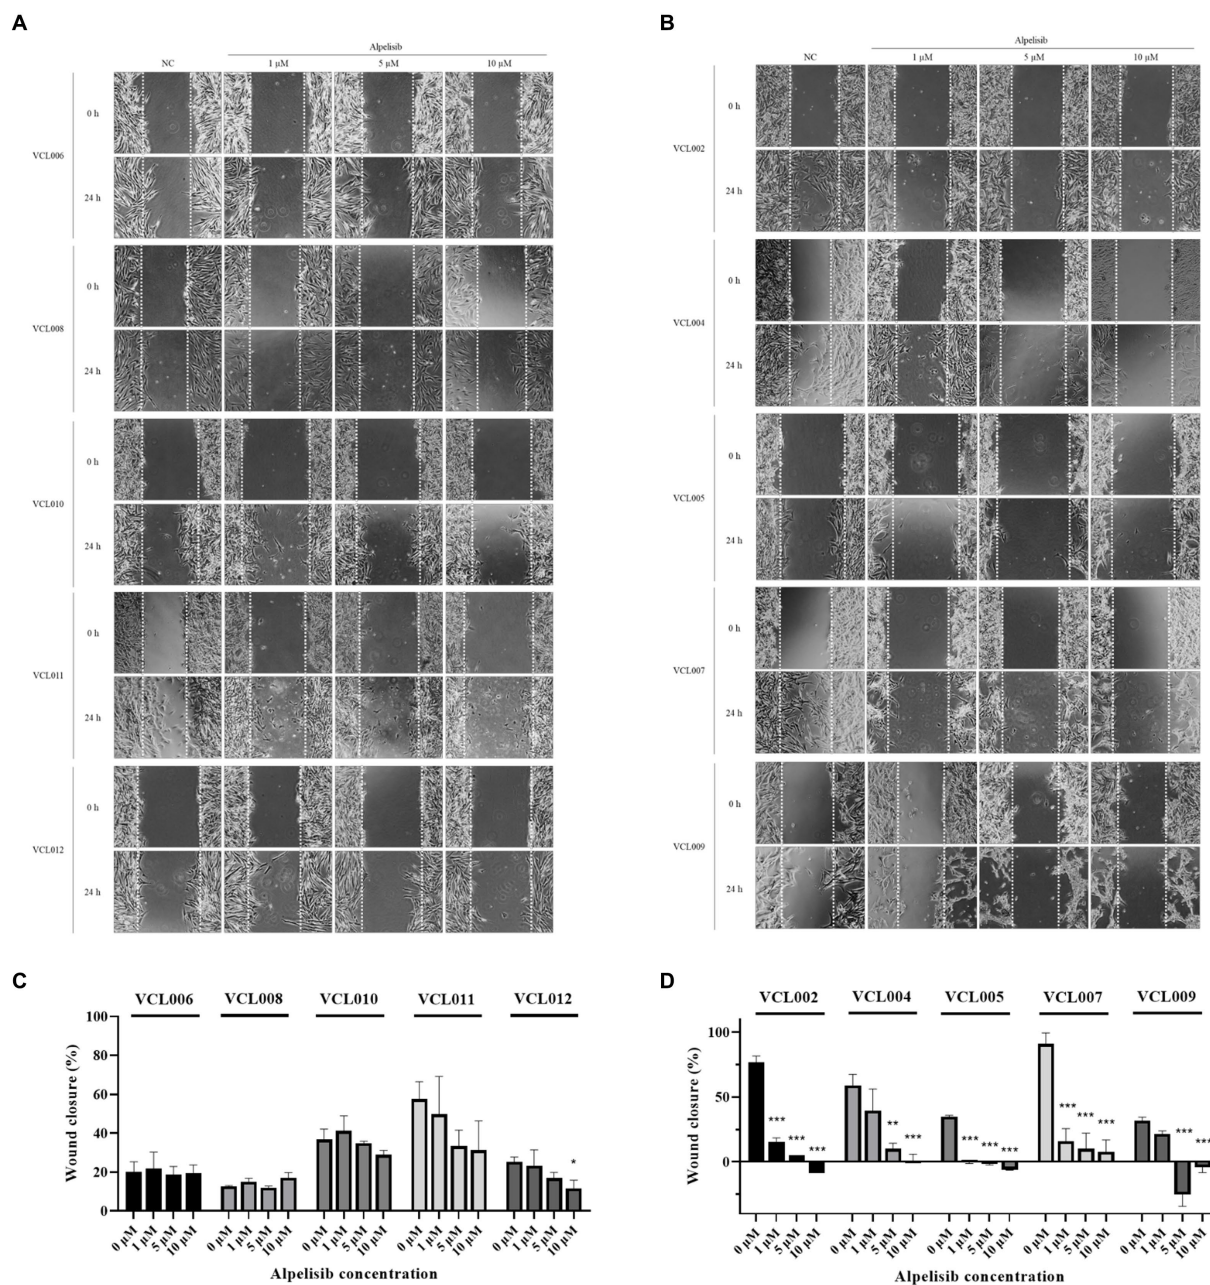 A
Alpelisib
NC 1 µM 5 µM 10 µM
VCL006
0 h
24 h
VCL008
0 h
24 h
VCL010
0 h
24 h
VCL011
0 h
24 h
VCL012
0 h
24 h
B
Alpelisib
NC 1 µM 5 µM 10 µM
VCL002
0 h
24 h
VCL004
0 h
24 h
VCL005
0 h
24 h
VCL007
0 h
24 h
VCL009
0 h
24 h
C
VCL006 VCL008 VCL010 VCL011 VCL012
Wound closure (%)
100
80
60
40
20
0
*
0 µM 1 µM 5 µM 10 µM 0 µM 1 µM 5 µM 10 µM 0 µM 1 µM 5 µM 10 µM 0 µM 1 µM 5 µM 10 µM 0 µM 1 µM 5 µM 10 µM
Alpelisib concentration
D
VCL002 VCL004 VCL005 VCL007 VCL009
Wound closure (%)
100
50
0
*** *** *** ** *** *** *** *** *** *** *** *** ***
0 µM 1 µM 5 µM 10 µM 0 µM 1 µM 5 µM 10 µM 0 µM 1 µM 5 µM 10 µM 0 µM 1 µM 5 µM 10 µM 0 µM 1 µM 5 µM 10 µM
Alpelisib concentration